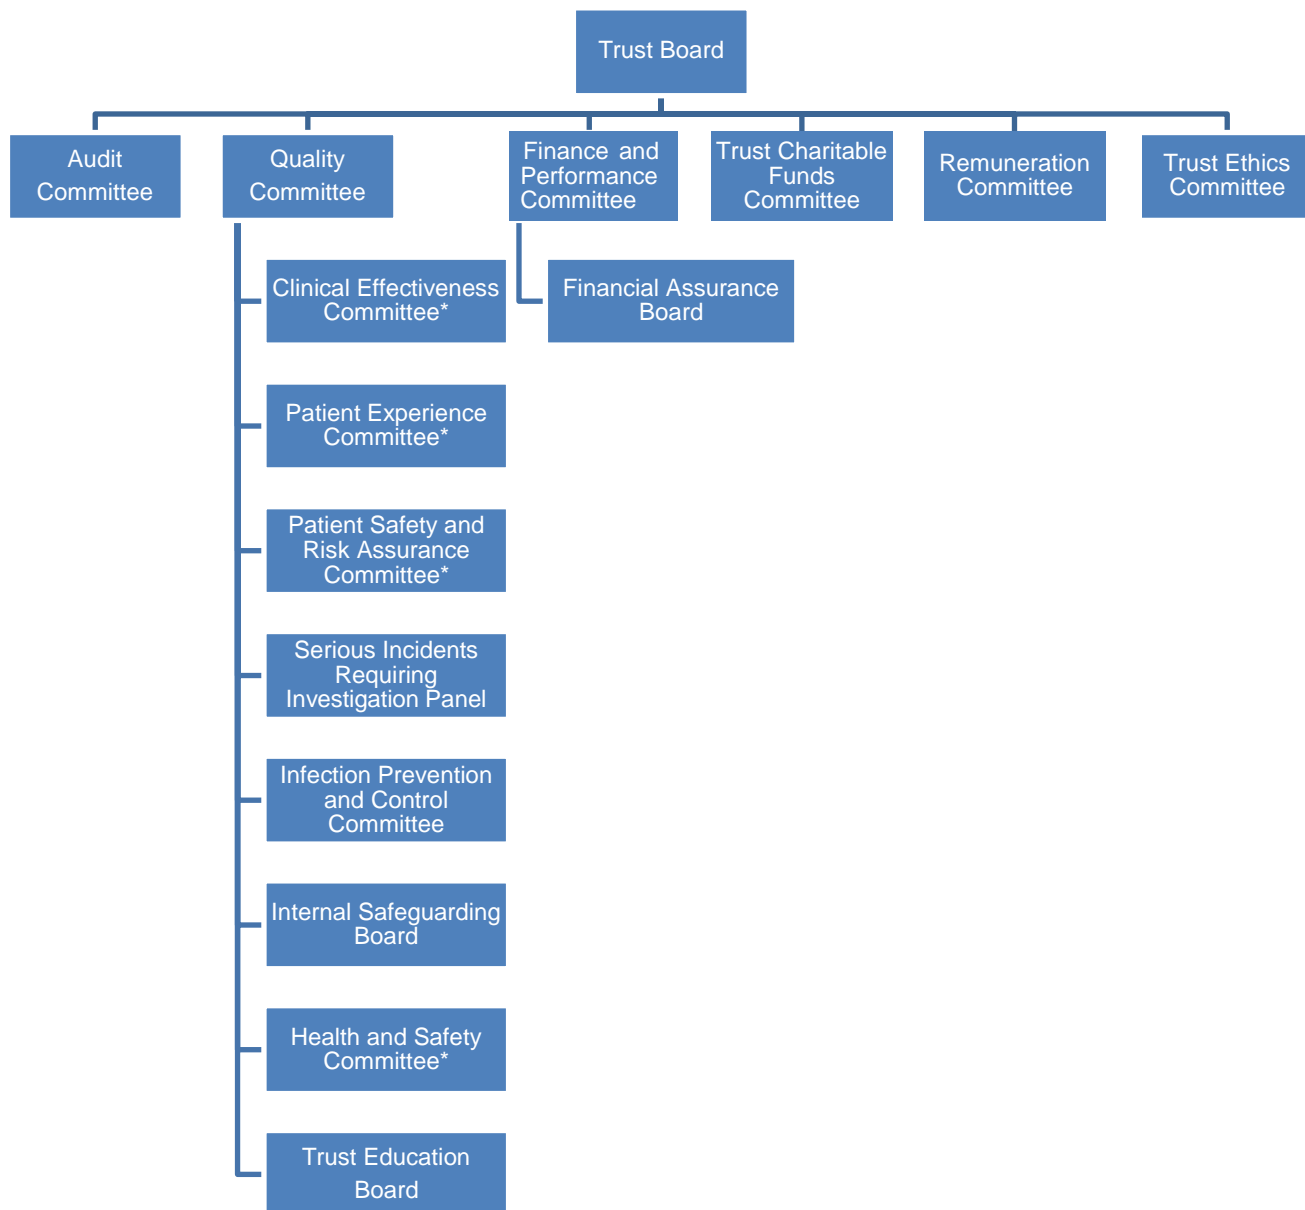 Trust Board
Audit
Committee
Quality
Committee
Finance and
Performance
Committee
Trust Charitable
Funds
Committee
Remuneration
Committee
Trust Ethics
Committee
Clinical Effectiveness
Committee*
Financial Assurance
Board
Patient Experience
Committee*
Patient Safety and
Risk Assurance
Committee*
Serious Incidents
Requiring
Investigation Panel
Infection Prevention
and Control
Committee
Internal Safeguarding
Board
Health and Safety
Committee*
Trust Education
Board